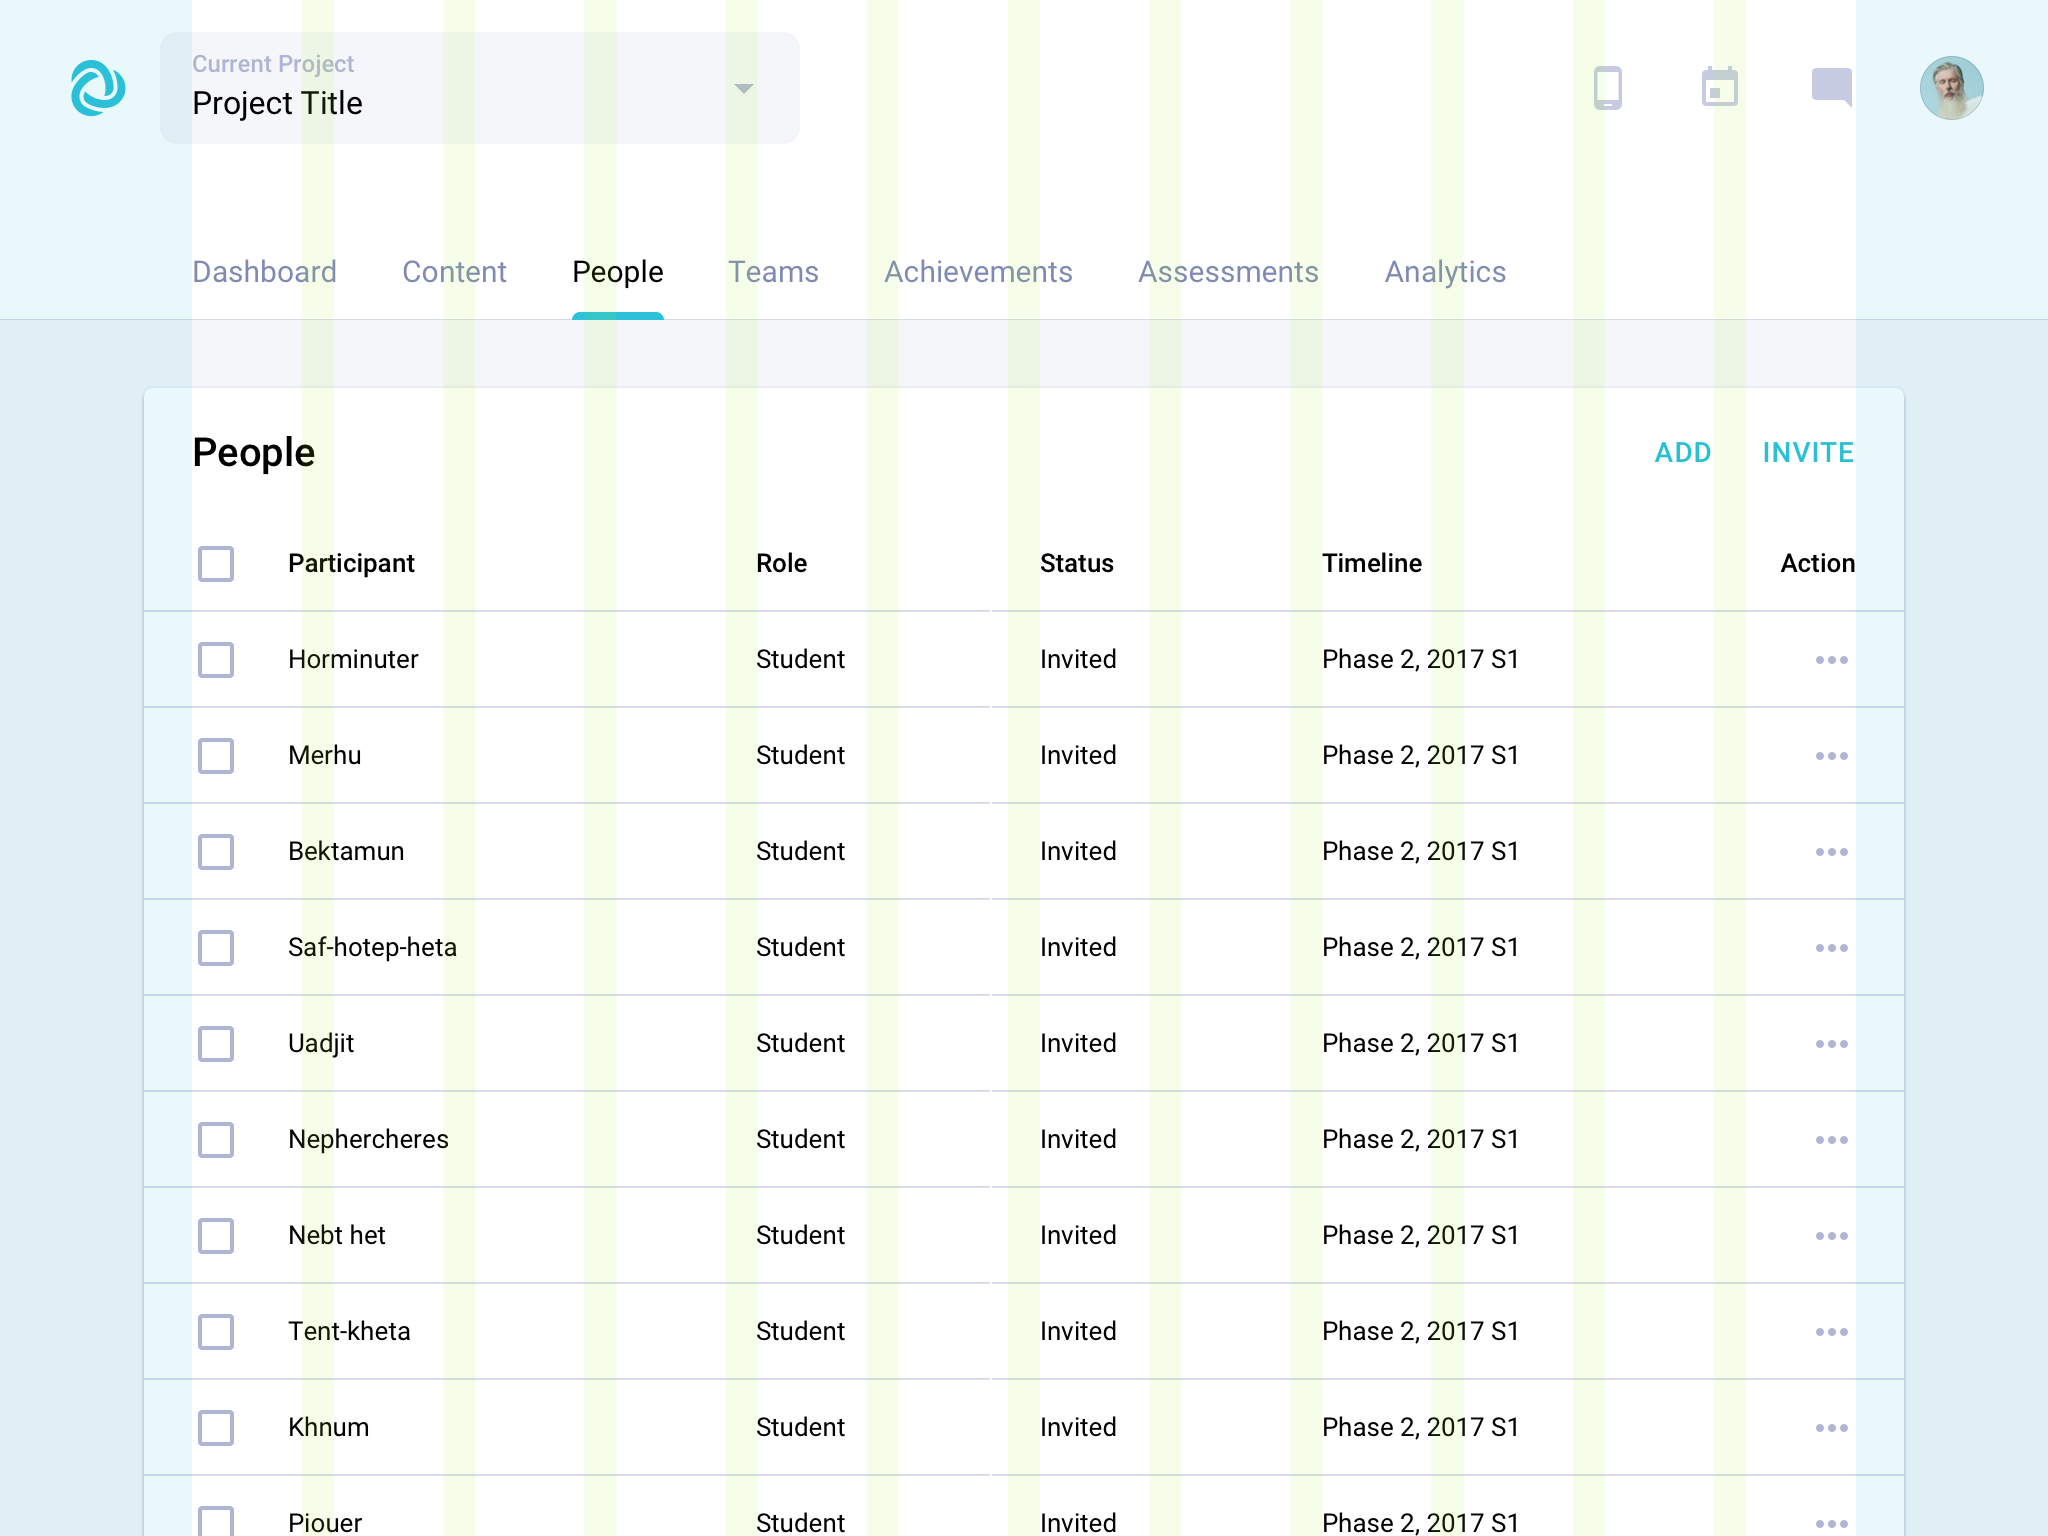 Current Project
Project Title
Dashboard Content People Teams Achievements Assessments Analytics
People ADD INVITE
Participant Role Status Timeline Action
Horminuter Student Invited Phase 2, 2017 S1
Merhu Student Invited Phase 2, 2017 S1
Bektamun Student Invited Phase 2, 2017 S1
Saf-hotep-heta Student Invited Phase 2, 2017 S1
Uadjit Student Invited Phase 2, 2017 S1
Nephercheres Student Invited Phase 2, 2017 S1
Nebt het Student Invited Phase 2, 2017 S1
Tent-kheta Student Invited Phase 2, 2017 S1
Khnum Student Invited Phase 2, 2017 S1
Piouer Student Invited Phase 2, 2017 S1